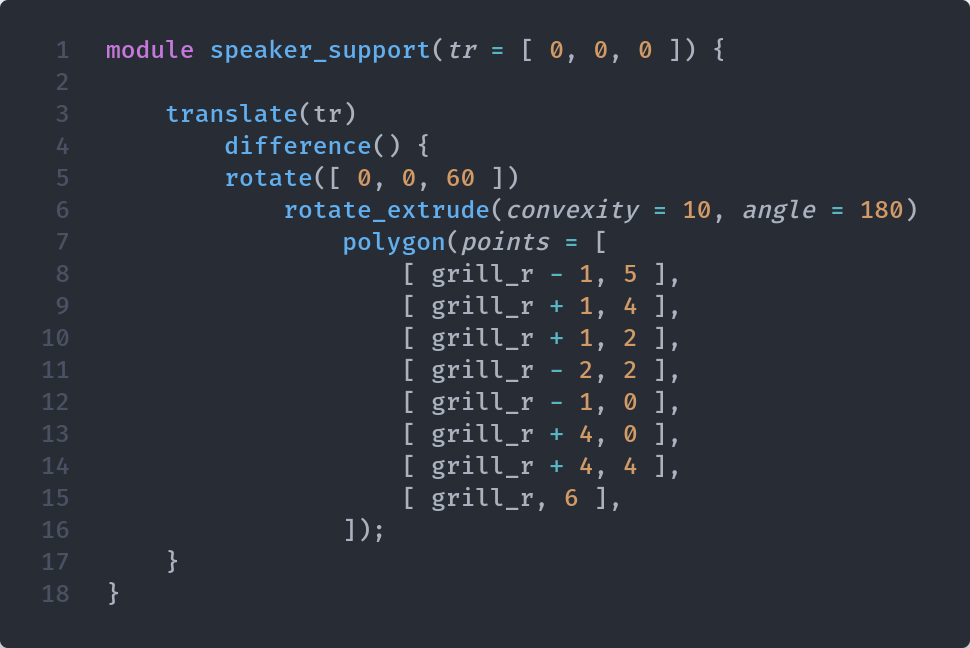 1 module speaker_support(tr = [ 0, 0, 0 ]) {
2
3     translate(tr)
4         difference() {
5         rotate([ 0, 0, 60 ])
6             rotate_extrude(convexity = 10, angle = 180)
7                 polygon(points = [
8                     [ grill_r - 1, 5 ],
9                     [ grill_r + 1, 4 ],
10                     [ grill_r + 1, 2 ],
11                     [ grill_r - 2, 2 ],
12                     [ grill_r - 1, 0 ],
13                     [ grill_r + 4, 0 ],
14                     [ grill_r + 4, 4 ],
15                     [ grill_r, 6 ],
16                 ]);
17     }
18 }